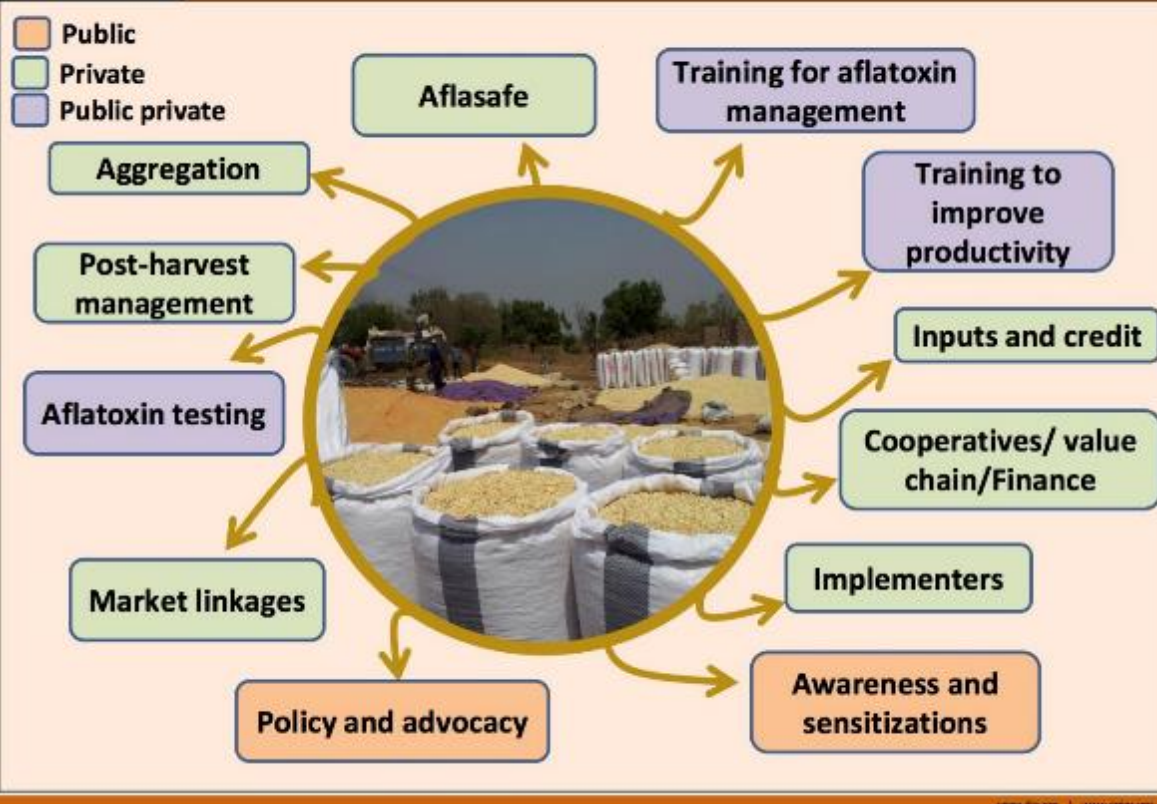 Public
Private
Public private
Aflasafe
Training for aflatoxin
management
Aggregation
Training to
improve
productivity
Post-harvest
management
Inputs and credit
Aflatoxin testing
Cooperatives/ value
chain/Finance
Implementers
Market linkages
Awareness and
sensitizations
Policy and advocacy